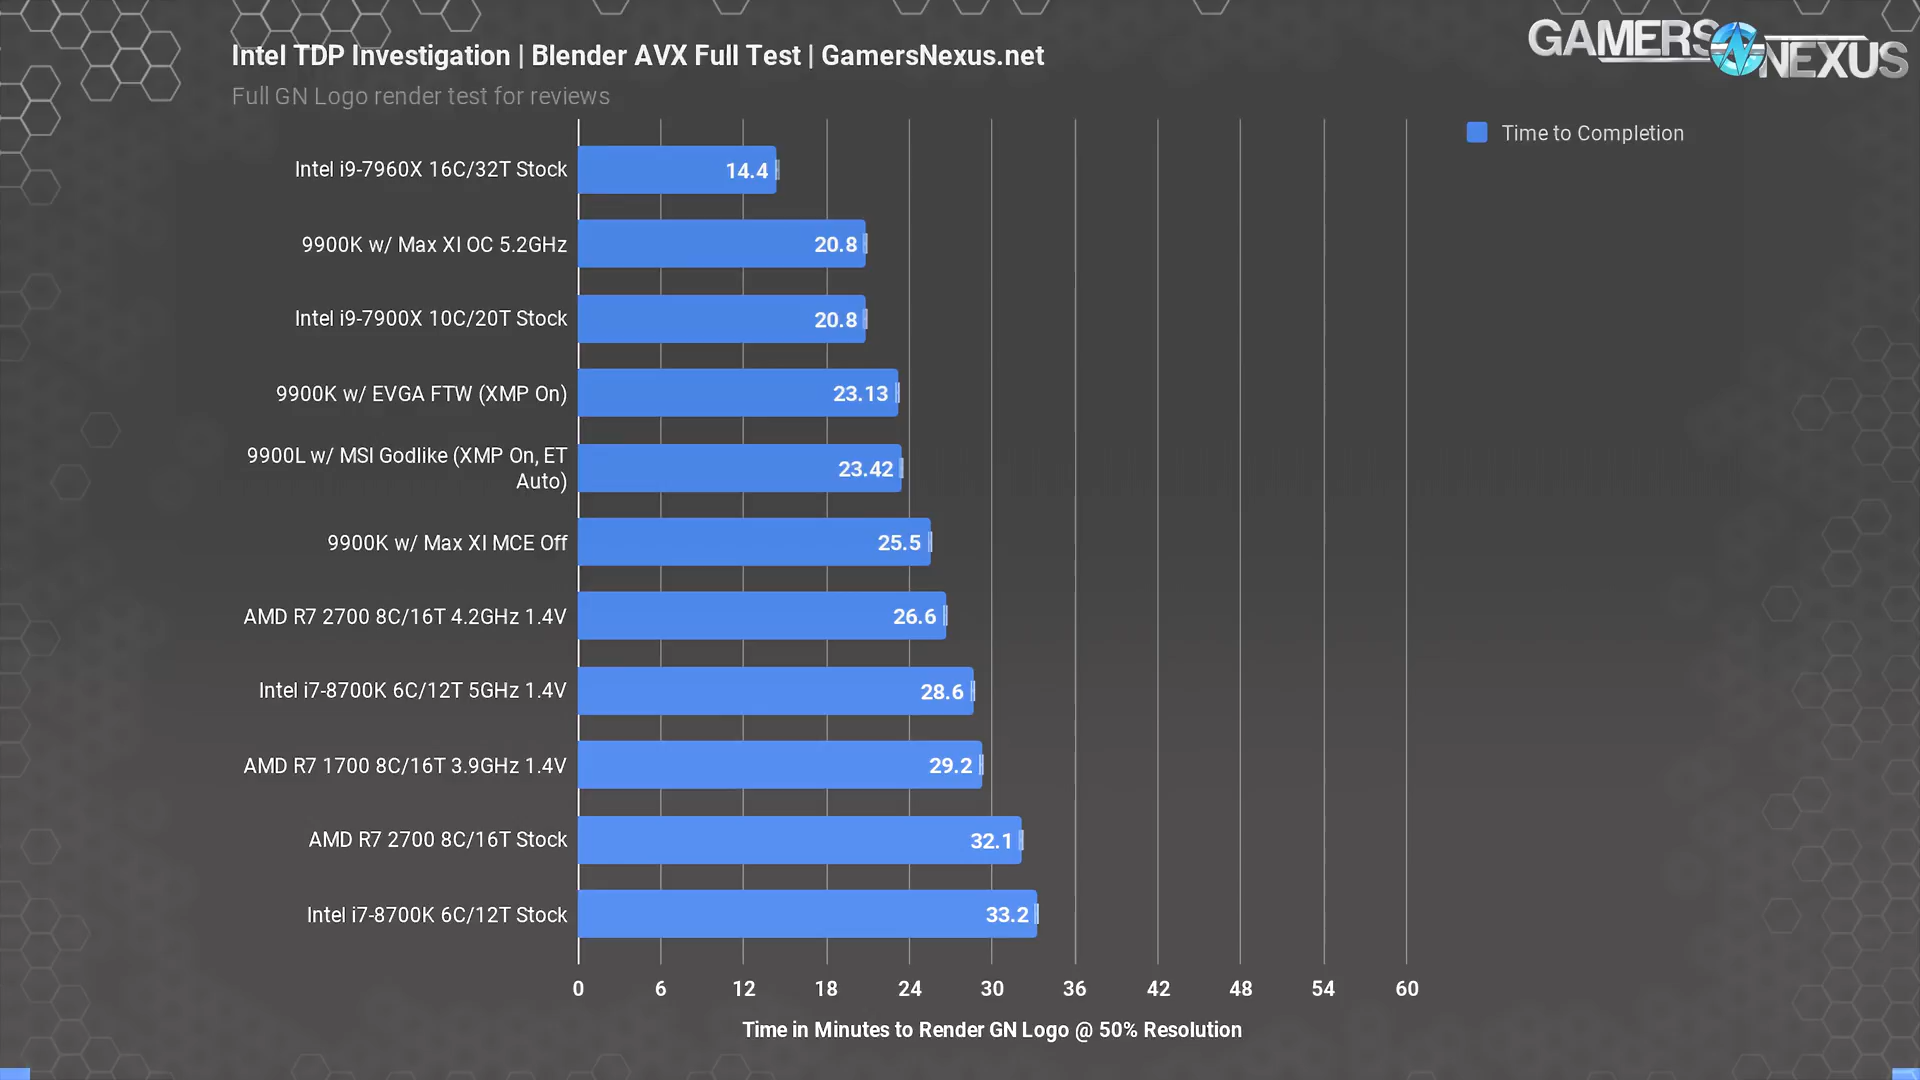 GAMERS NEXUS
Intel TDP Investigation | Blender AVX Full Test | GamersNexus.net
Full GN Logo render test for reviews
Time to Completion
Intel i9-7960X 16C/32T Stock 14.4
9900K w/ Max XI OC 5.2GHz 20.8
Intel i9-7900X 10C/20T Stock 20.8
9900K w/ EVGA FTW (XMP On) 23.13
9900L w/ MSI Godlike (XMP On, ET
Auto) 23.42
9900K w/ Max XI MCE Off 25.5
AMD R7 2700 8C/16T 4.2GHz 1.4V 26.6
Intel i7-8700K 6C/12T 5GHz 1.4V 28.6
AMD R7 1700 8C/16T 3.9GHz 1.4V 29.2
AMD R7 2700 8C/16T Stock 32.1
Intel i7-8700K 6C/12T Stock 33.2
0 6 12 18 24 30 36 42 48 54 60
Time in Minutes to Render GN Logo @ 50% Resolution